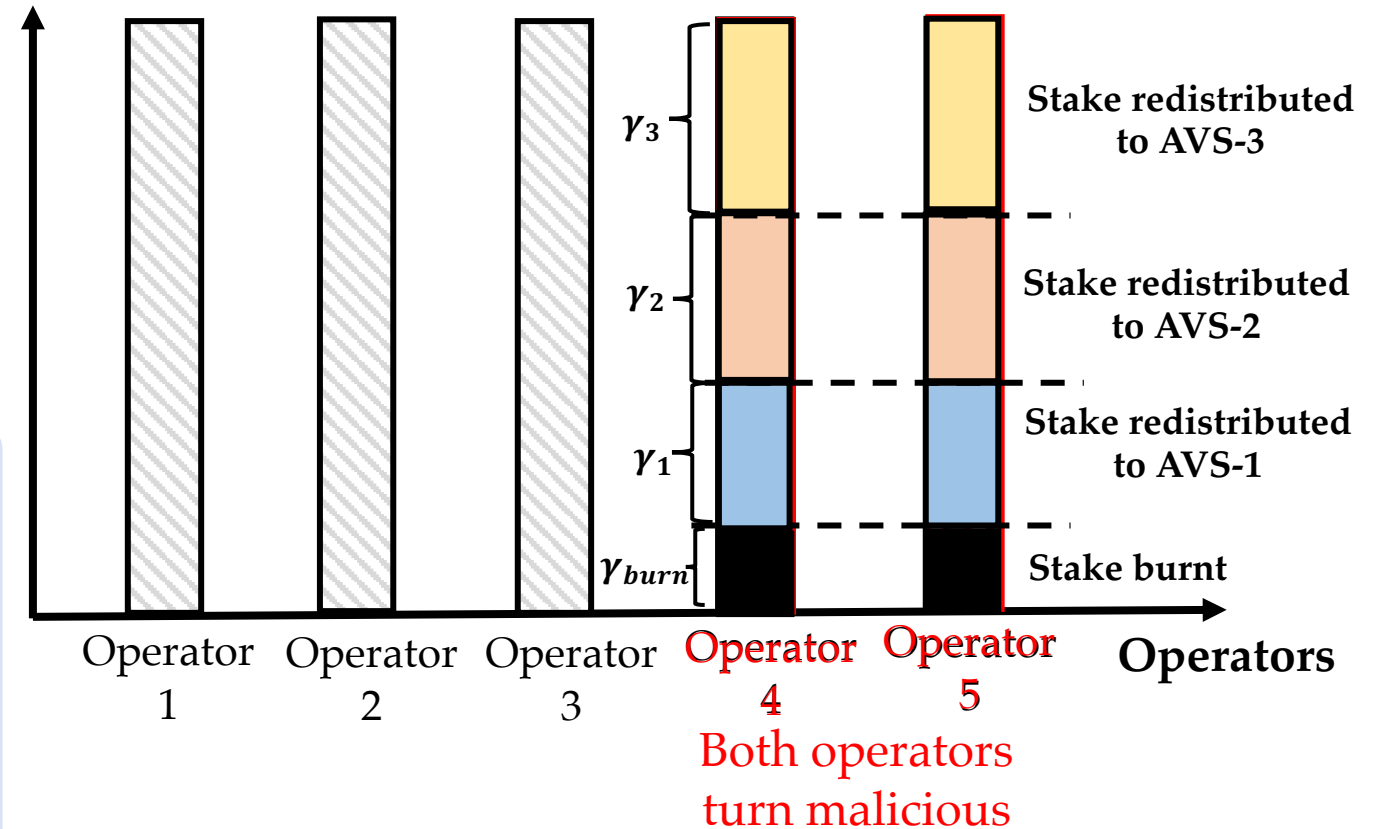 γ₃
Stake redistributed
to AVS-3
γ₂
Stake redistributed
to AVS-2
γ₁
Stake redistributed
to AVS-1
γburn
Stake burnt
Operator
1
Operator
2
Operator
3
Operator
4
Operator
5
Operators
Both operators
turn malicious